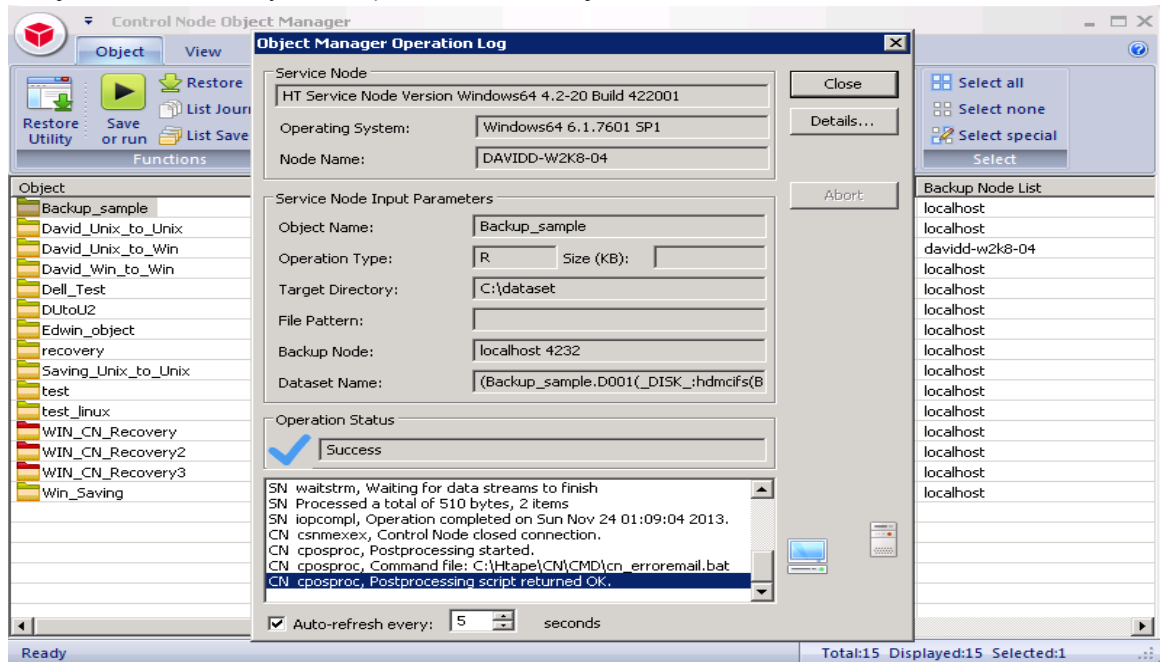 Control Node Object Manager
Object View
Restore
List Journ
List Save
Restore Utility
Save or run
Functions
Select all
Select none
Select special
Select
Object Manager Operation Log
Service Node
HT Service Node Version Windows64 4.2-20 Build 422001
Operating System: Windows64 6.1.7601 SP1
Node Name: DAVIDD-W2K8-04
Close
Details...
Abort
Service Node Input Parameters
Object Name: Backup_sample
Operation Type: R Size (KB):
Target Directory: C:\dataset
File Pattern:
Backup Node: localhost 4232
Dataset Name: (Backup_sample.D001(_DISK_:hdmcifs(B
Operation Status
Success
SN waitstrm, Waiting for data streams to finish
SN Processed a total of 510 bytes, 2 items
SN iopcompl, Operation completed on Sun Nov 24 01:09:04 2013.
CN csnmexex, Control Node closed connection.
CN cposproc, Postprocessing started.
CN cposproc, Command file: C:\Htape\CN\CMD\cn_erroremail.bat
CN cposproc, Postprocessing script returned OK.
Auto-refresh every: 5 seconds
Object Backup Node List
Backup_sample localhost
David_Unix_to_Unix localhost
David_Unix_to_Win davidd-w2k8-04
David_Win_to_Win localhost
Dell_Test localhost
DUtoU2 localhost
Edwin_object localhost
recovery localhost
Saving_Unix_to_Unix localhost
test localhost
test_linux localhost
WIN_CN_Recovery localhost
WIN_CN_Recovery2 localhost
WIN_CN_Recovery3 localhost
Win_Saving localhost
Ready Total:15 Displayed:15 Selected:1